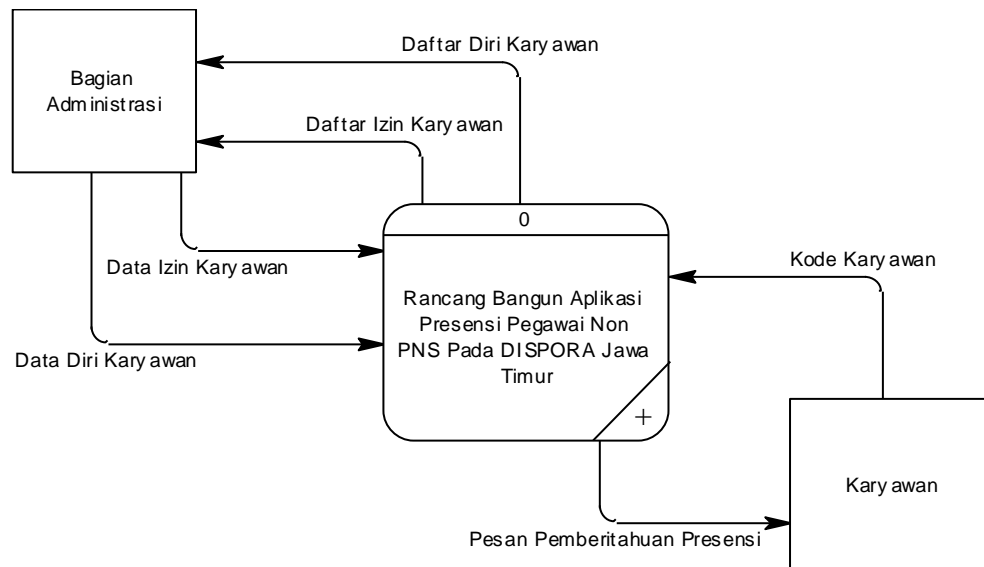 Daftar Diri Karyawan
Bagian
Administrasi
Daftar Izin Karyawan
0
Data Izin Karyawan
Kode Karyawan
Rancang Bangun Aplikasi
Presensi Pegawai Non
PNS Pada DISPORA Jawa
Timur
Data Diri Karyawan
+
Karyawan
Pesan Pemberitahuan Presensi